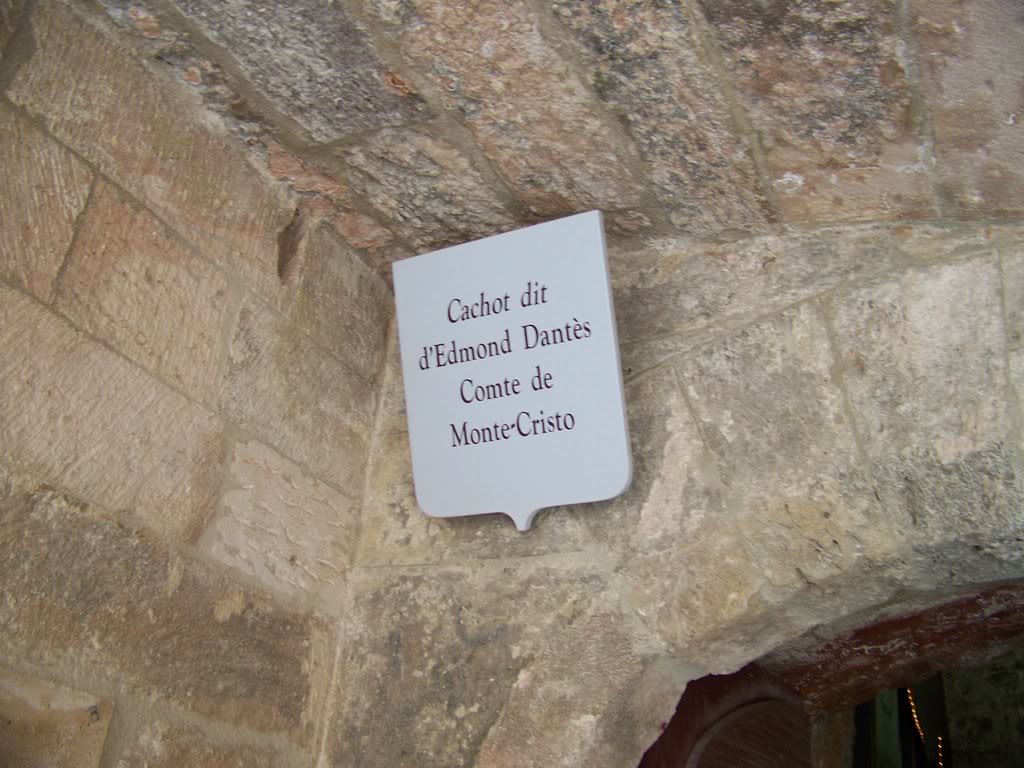 Cachot dit
d'Edmond Dantès
Comte de
Monte-Cristo